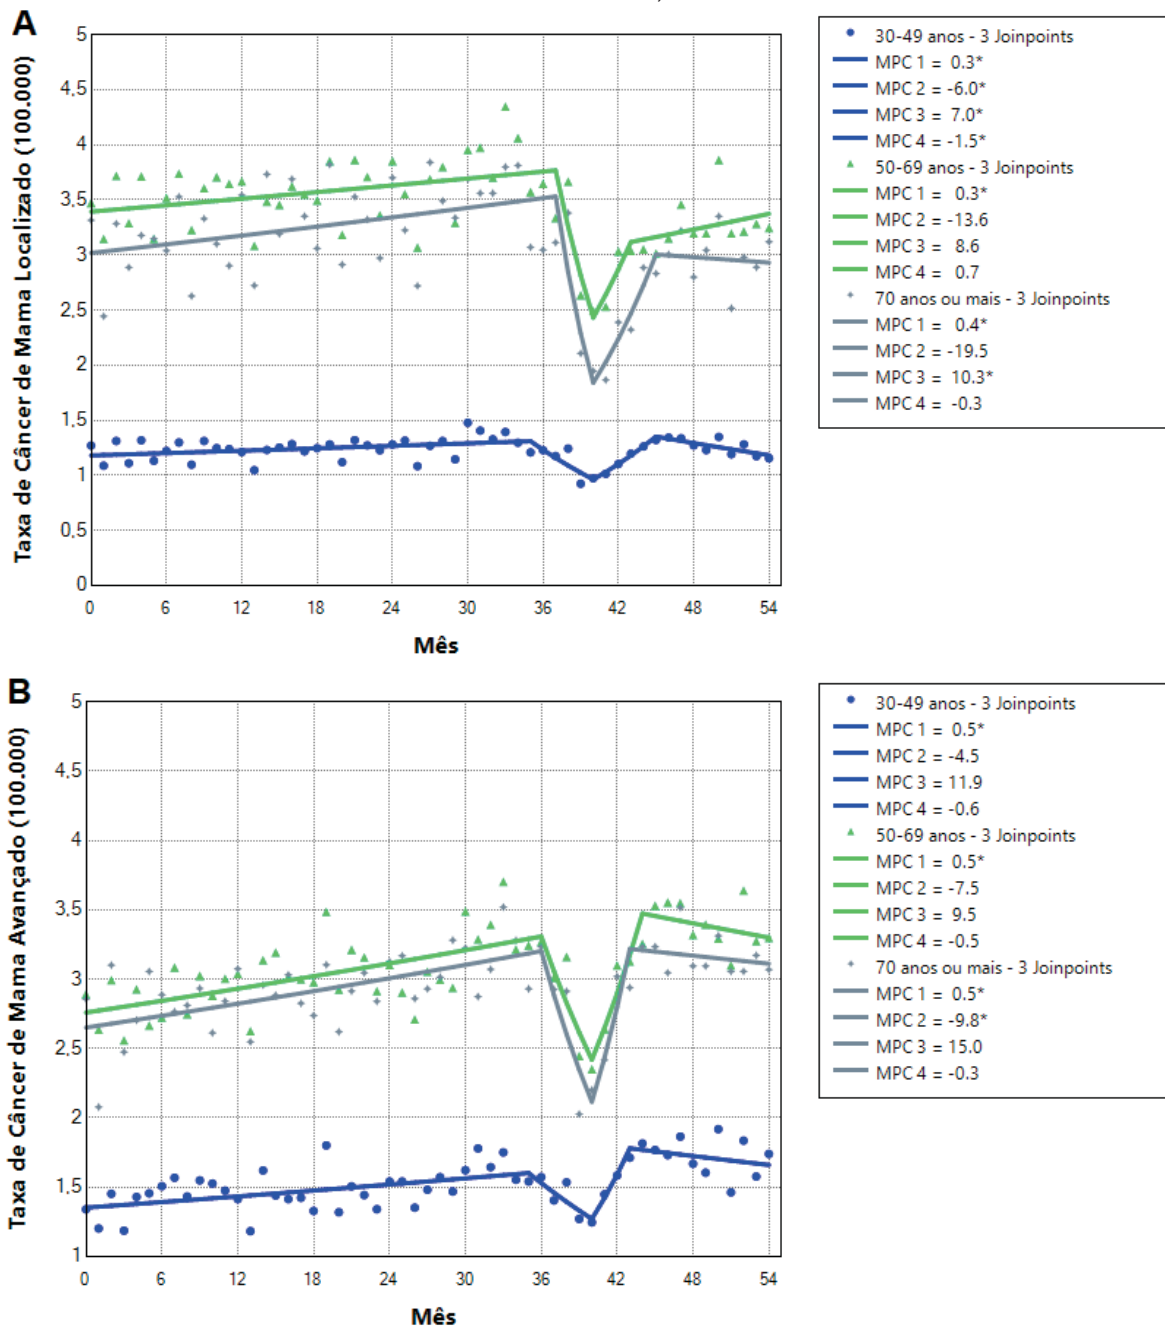 A
Taxa de Câncer de Mama Localizado (100.000)
5
4,5
4
3,5
3
2,5
2
1,5
1
0,5
0
0 6 12 18 24 30 36 42 48 54
Mês
30-49 anos - 3 Joinpoints
MPC 1 = 0.3*
MPC 2 = -6.0*
MPC 3 = 7.0*
MPC 4 = -1.5*
50-69 anos - 3 Joinpoints
MPC 1 = 0.3*
MPC 2 = -13.6
MPC 3 = 8.6
MPC 4 = 0.7
70 anos ou mais - 3 Joinpoints
MPC 1 = 0.4*
MPC 2 = -19.5
MPC 3 = 10.3*
MPC 4 = -0.3
B
Taxa de Câncer de Mama Avançado (100.000)
5
4,5
4
3,5
3
2,5
2
1,5
1
0 6 12 18 24 30 36 42 48 54
Mês
30-49 anos - 3 Joinpoints
MPC 1 = 0.5*
MPC 2 = -4.5
MPC 3 = 11.9
MPC 4 = -0.6
50-69 anos - 3 Joinpoints
MPC 1 = 0.5*
MPC 2 = -7.5
MPC 3 = 9.5
MPC 4 = -0.5
70 anos ou mais - 3 Joinpoints
MPC 1 = 0.5*
MPC 2 = -9.8*
MPC 3 = 15.0
MPC 4 = -0.3